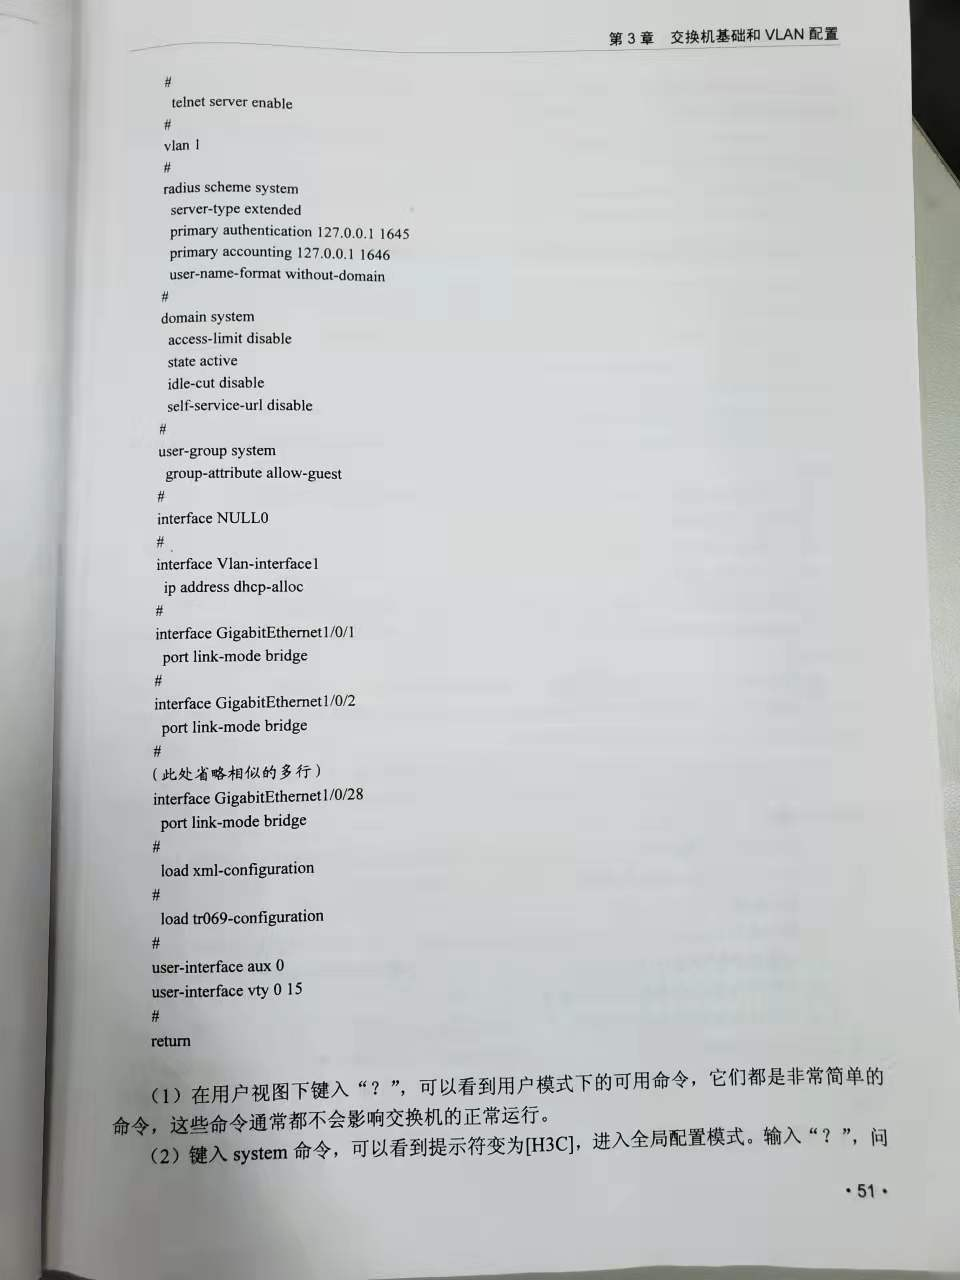 第 3 章 交换机基础和 VLAN 配置
#
telnet server enable
#
vlan 1
#
radius scheme system
server-type extended
primary authentication 127.0.0.1 1645
primary accounting 127.0.0.1 1646
user-name-format without-domain
#
domain system
access-limit disable
state active
idle-cut disable
self-service-url disable
#
user-group system
group-attribute allow-guest
#
interface NULL0
#
interface Vlan-interface1
ip address dhcp-alloc
#
interface GigabitEthernet1/0/1
port link-mode bridge
#
interface GigabitEthernet1/0/2
port link-mode bridge
#
(此处省略相似的多行)
interface GigabitEthernet1/0/28
port link-mode bridge
#
load xml-configuration
#
load tr069-configuration
#
user-interface aux 0
user-interface vty 0 15
#
return
（1）在用户视图下键入“？”，可以看到用户模式下的可用命令，它们都是非常简单的
命令，这些命令通常都不会影响交换机的正常运行。
（2）键入 system 命令，可以看到提示符变为[H3C]，进入全局配置模式。输入“？”，问
·51·